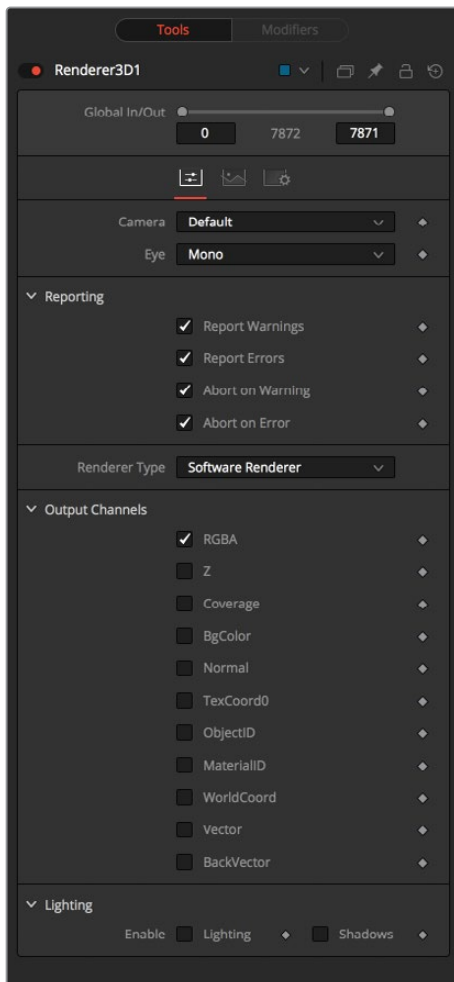 Tools Modifiers
Renderer3D1
Global In/Out
0 7872 7871
Camera Default
Eye Mono
Reporting
Report Warnings
Report Errors
Abort on Warning
Abort on Error
Renderer Type Software Renderer
Output Channels
RGBA
Z
Coverage
BgColor
Normal
TexCoord0
ObjectID
MaterialID
WorldCoord
Vector
BackVector
Lighting
Enable Lighting Shadows